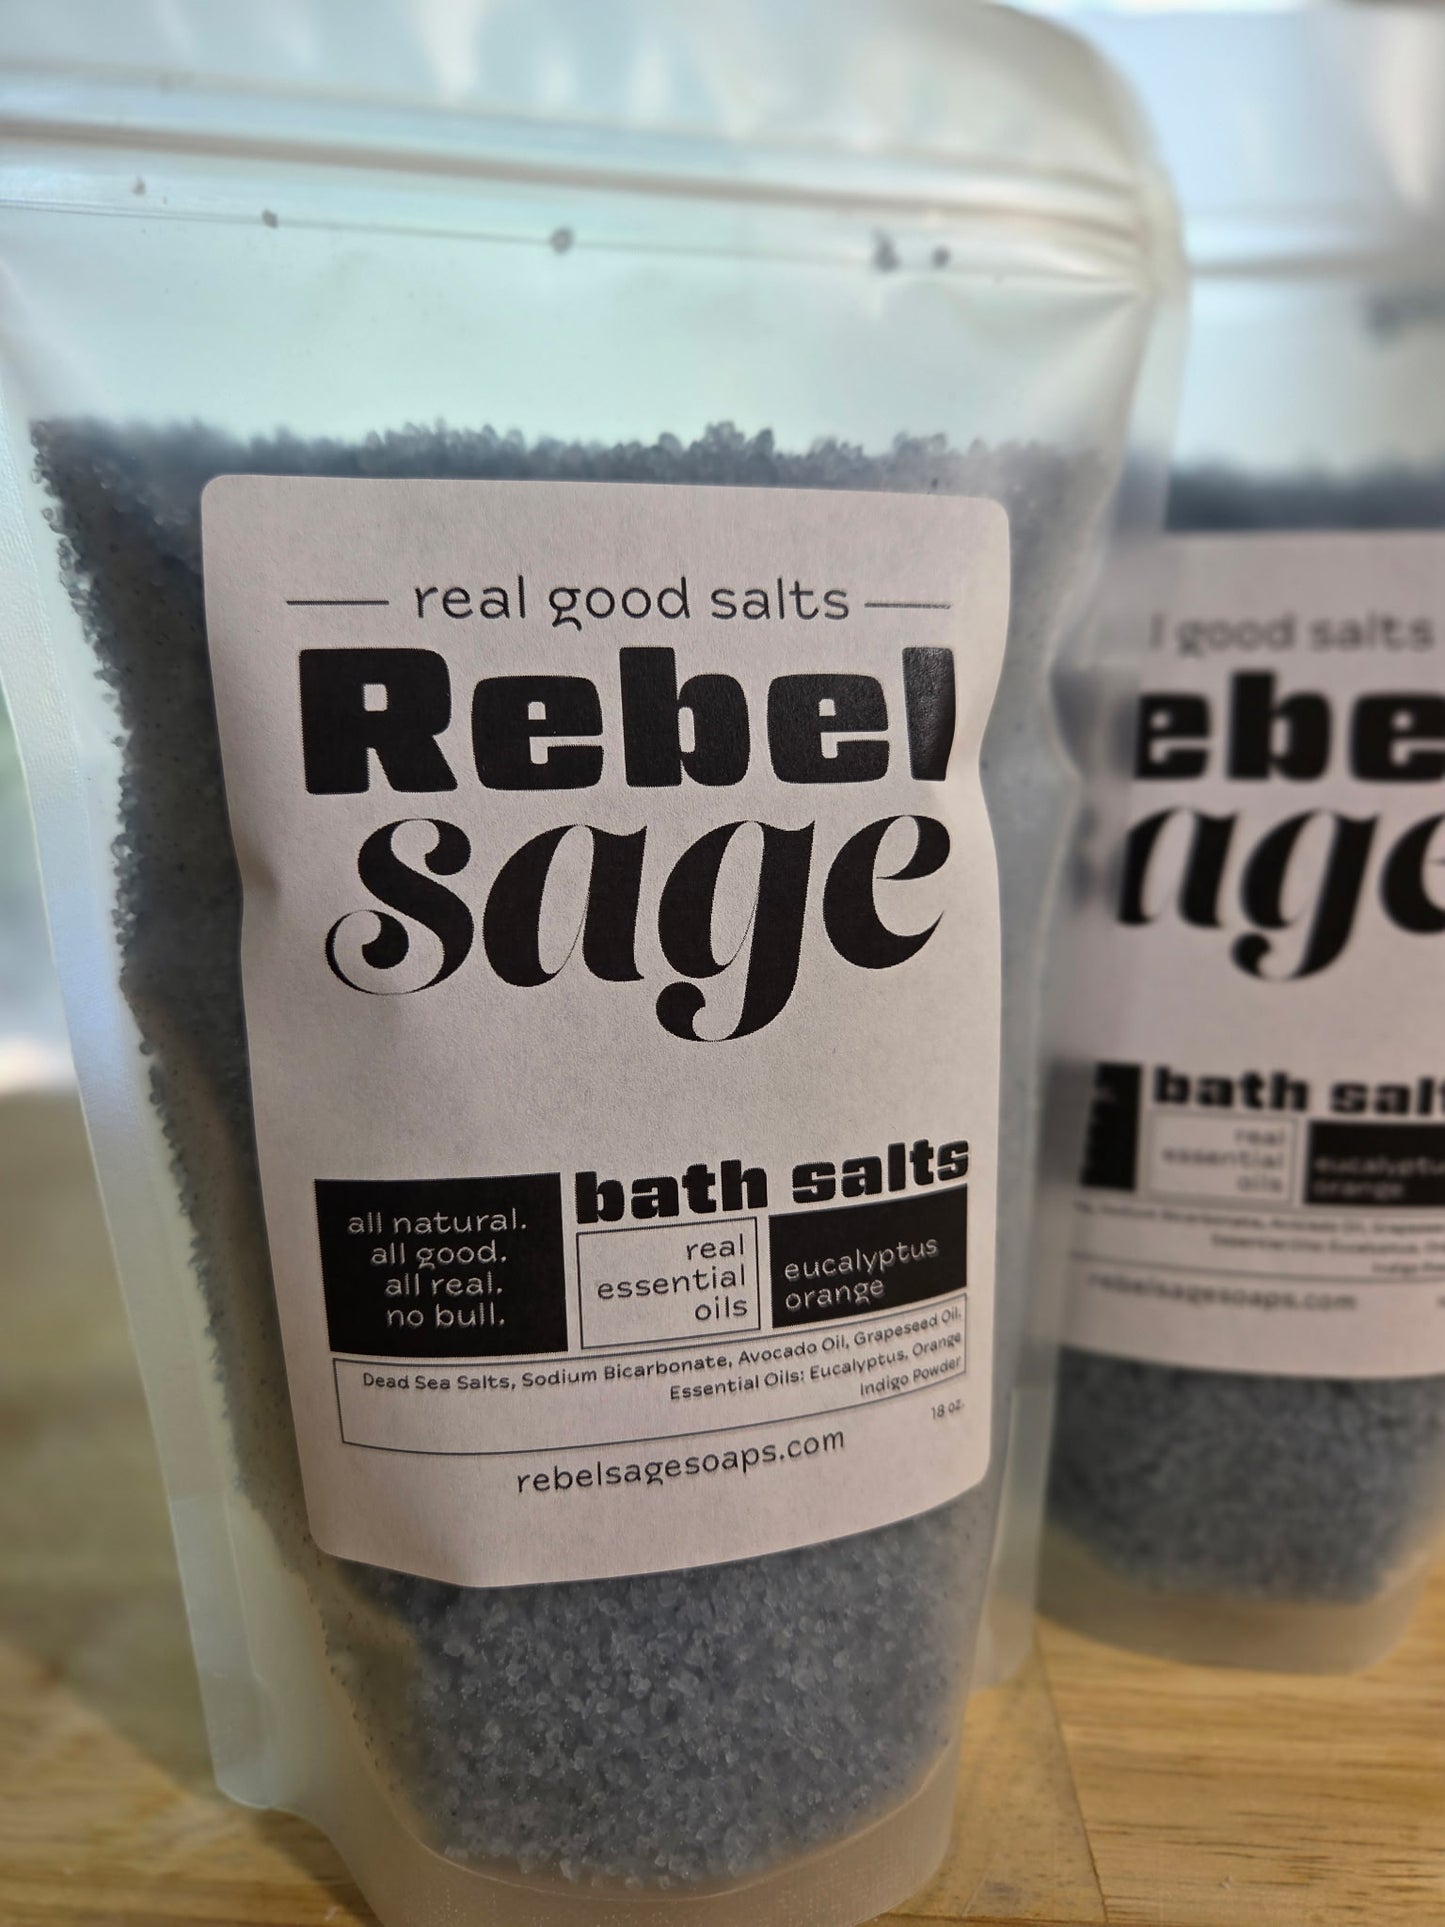 real good salts
Rebel
sage
bath salts
all natural.
all good.
all real.
no bull.
real
essential
oils
eucalyptus
orange
Dead Sea Salts, Sodium Bicarbonate, Avocado Oil, Grapeseed Oil,
Essential Oils: Eucalyptus, Orange
Indigo Powder
18 oz.
rebelsagesoaps.com
good salts
ebe
age
bath salt
real
essential
oils
eucalyptu
orange
rebelsagesoaps.com